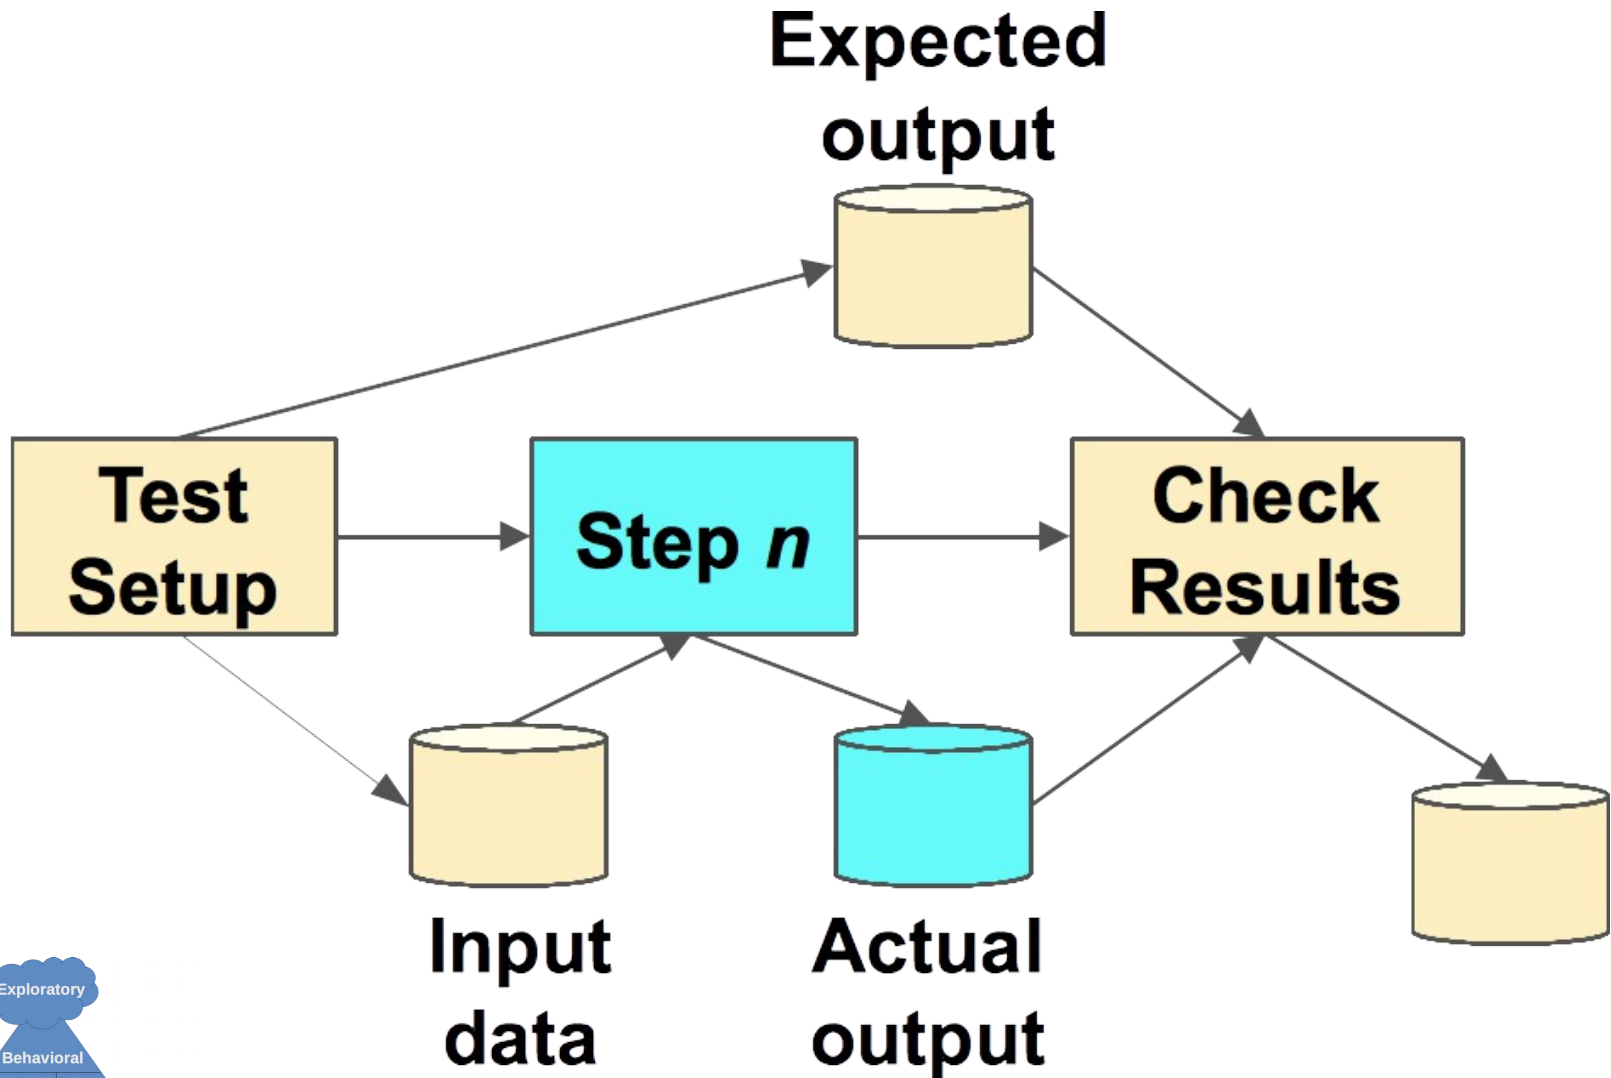 Expected
output
Test
Setup
Step n
Check
Results
Input
data
Actual
output
Exploratory
Behavioral